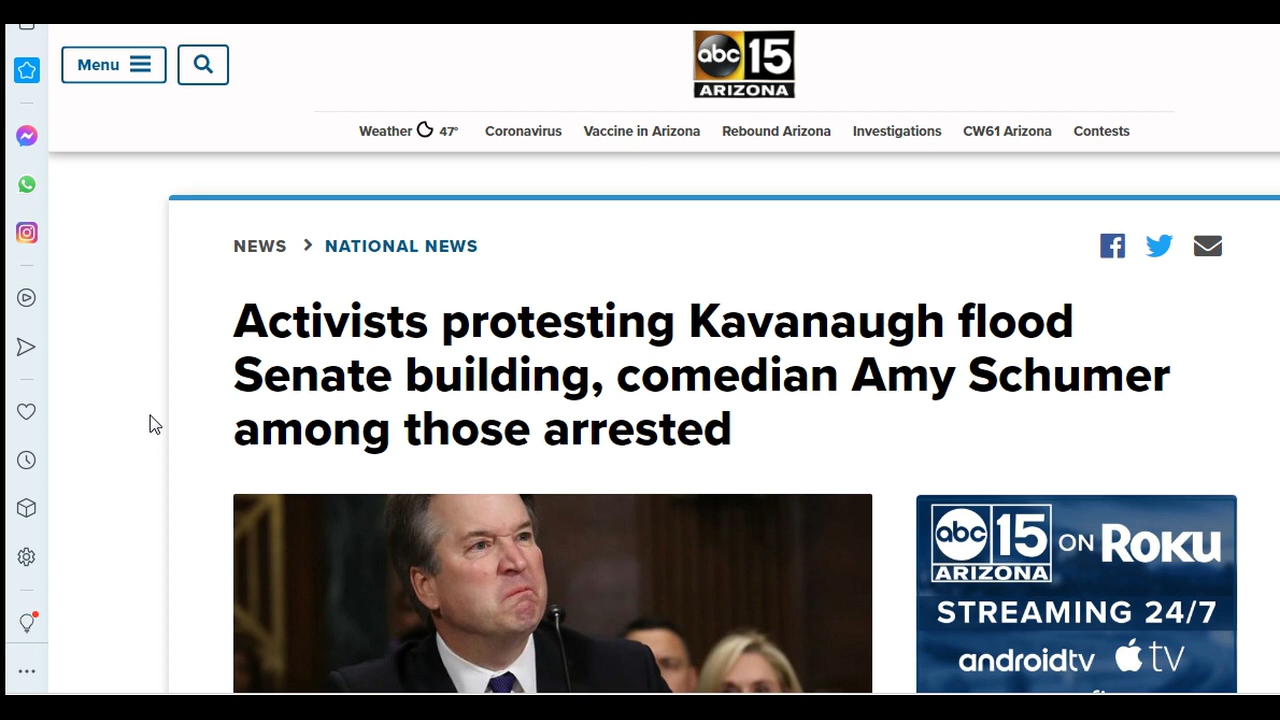 Menu
abc 15
ARIZONA
Weather 47° Coronavirus Vaccine in Arizona Rebound Arizona Investigations CW61 Arizona Contests
NEWS > NATIONAL NEWS
Activists protesting Kavanaugh flood
Senate building, comedian Amy Schumer
among those arrested
abc 15 ARIZONA ON ROKU
STREAMING 24/7
androidtv tv